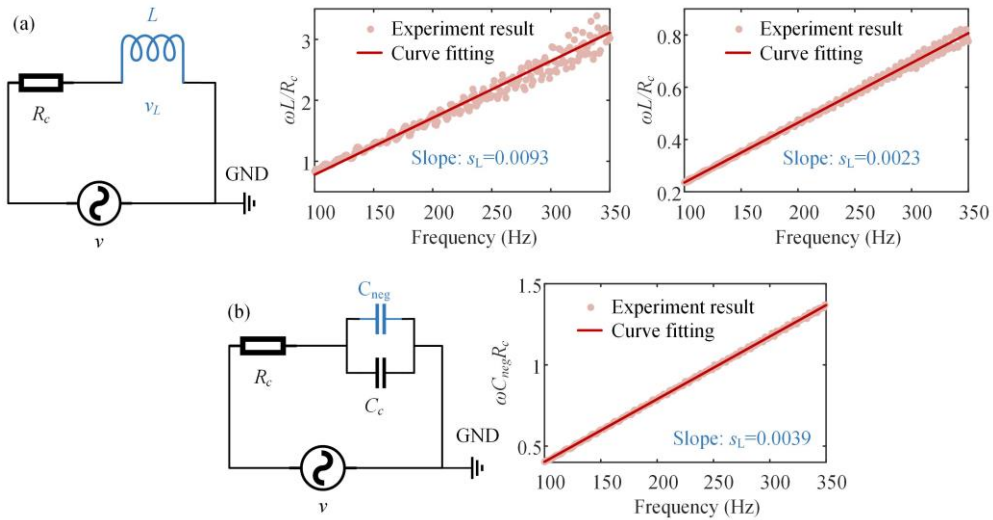 (a)
L
R_c
v_L
GND
v
ωL/R_c
3
2
1
Experiment result
Curve fitting
Slope: s_L=0.0093
100 150 200 250 300 350
Frequency (Hz)
ωL/R_c
0.8
0.6
0.4
0.2
Experiment result
Curve fitting
Slope: s_L=0.0023
100 150 200 250 300 350
Frequency (Hz)
(b)
C_neg
R_c
C_c
GND
v
ωC_negR_c
1.5
1
0.5
Experiment result
Curve fitting
Slope: s_L=0.0039
100 150 200 250 300 350
Frequency (Hz)